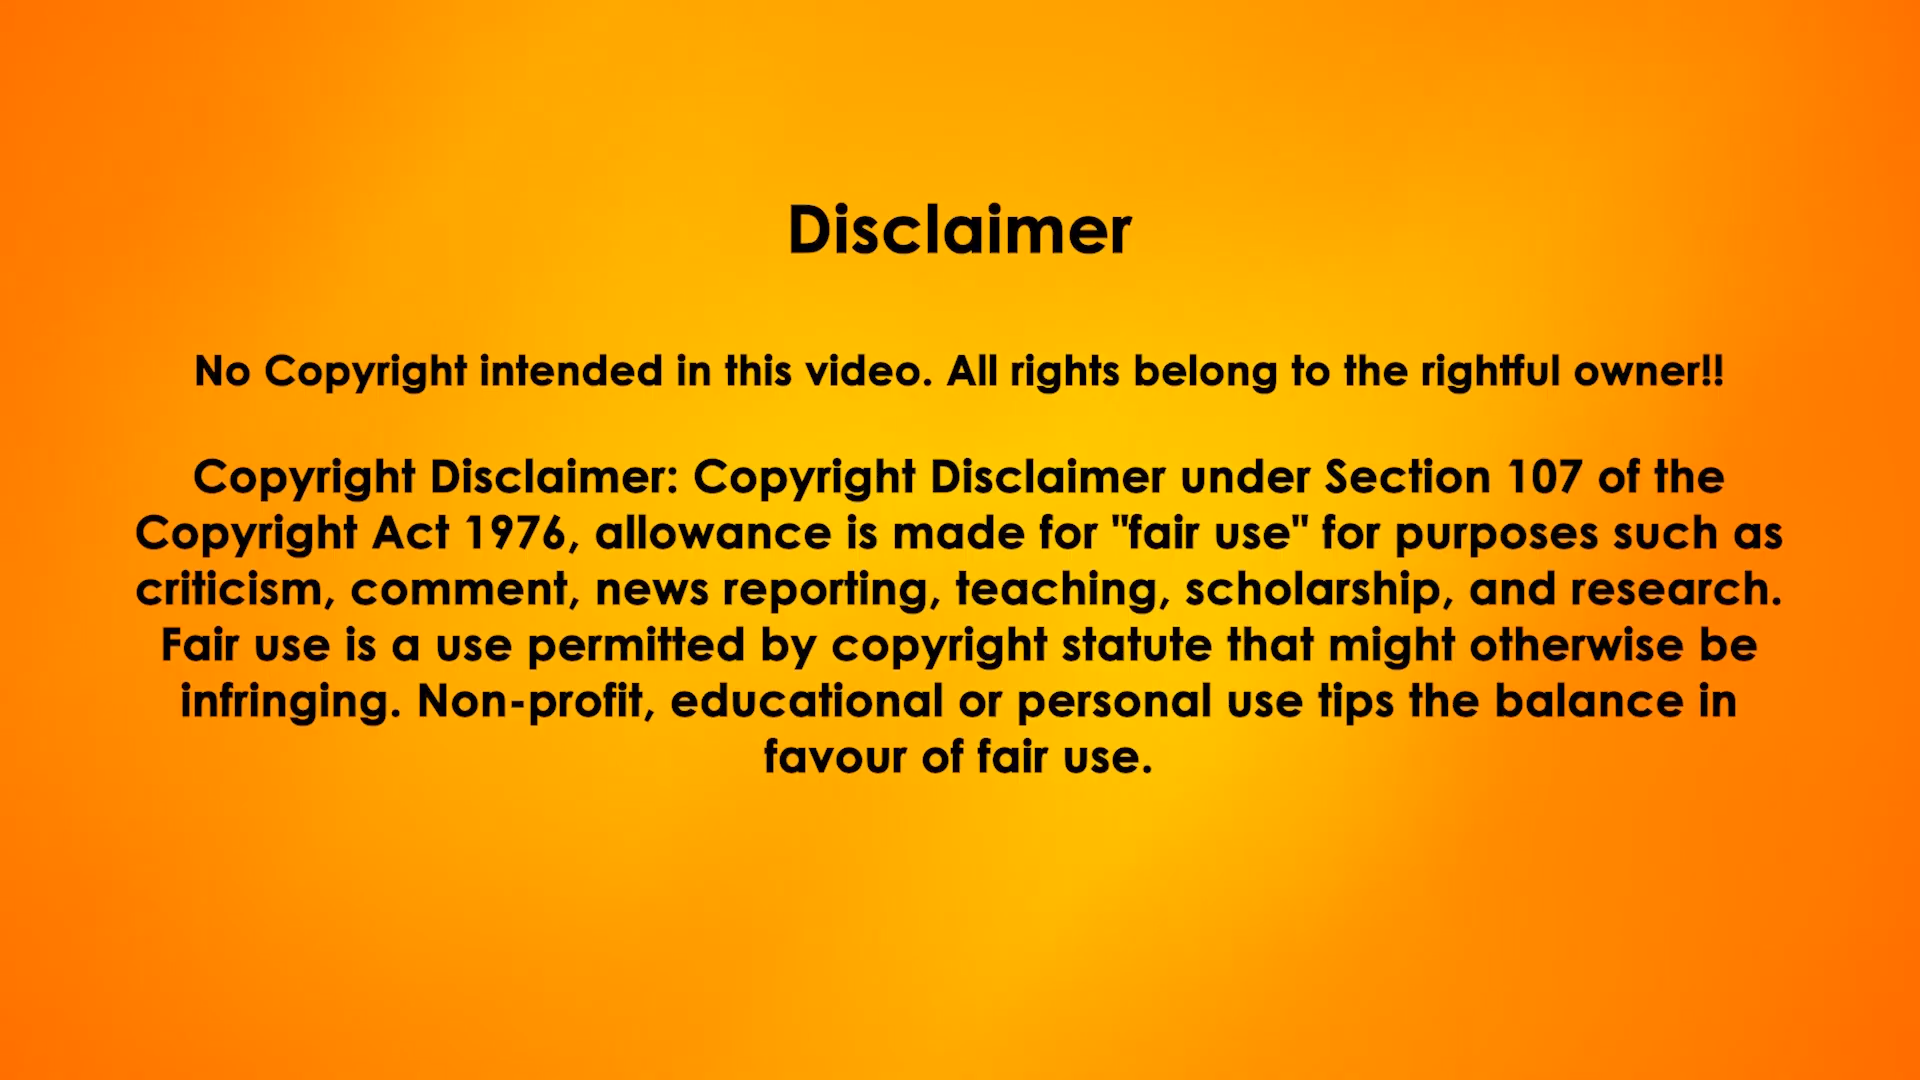 Disclaimer
No Copyright intended in this video. All rights belong to the rightful owner!!
Copyright Disclaimer: Copyright Disclaimer under Section 107 of the
Copyright Act 1976, allowance is made for "fair use" for purposes such as
criticism, comment, news reporting, teaching, scholarship, and research.
Fair use is a use permitted by copyright statute that might otherwise be
infringing. Non-profit, educational or personal use tips the balance in
favour of fair use.